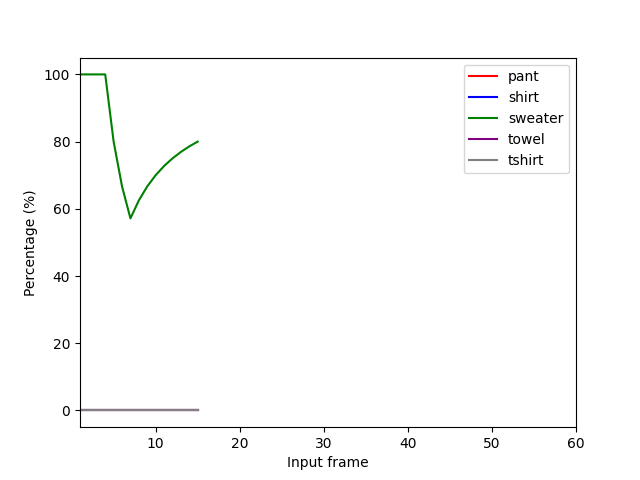 100
80
60
40
20
0
Percentage (%)
pant
shirt
sweater
towel
tshirt
10 20 30 40 50 60
Input frame